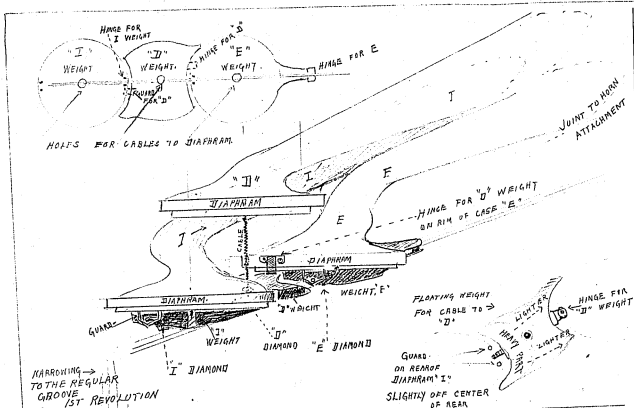 HINGE FOR
I WEIGHT
"I"
WEIGHT
"D"
WEIGHT.
HINGE FOR "D"
"E"
WEIGHT
HINGE FOR E
GUARD
FOR "D"
HOLES FOR CABLES TO DIAPHRAM.
I
JOINT TO HORN
ATTACHMENT
"D"
I
E
DIAPHRAM
E
HINGE FOR "D" WEIGHT
ON RIM OF CASE "E"
I
CABLE
DIAPHRAM
WEIGHT "E"
DIAPHRAM.
"D" WEIGHT
GUARD
"I"
WEIGHT
"D"
DIAMOND
"E" DIAMOND
"I" DIAMOND
FLOATING WEIGHT
FOR CABLE TO
"D"
LIGHTER
HINGE FOR
"D" WEIGHT
HEAVY PART
LIGHTER
GUARD
ON REAR OF
DIAPHRAM "I"
SLIGHTLY OFF CENTER
OF REAR
NARROWING
TO THE REGULAR
GROOVE
1ST REVOLUTION